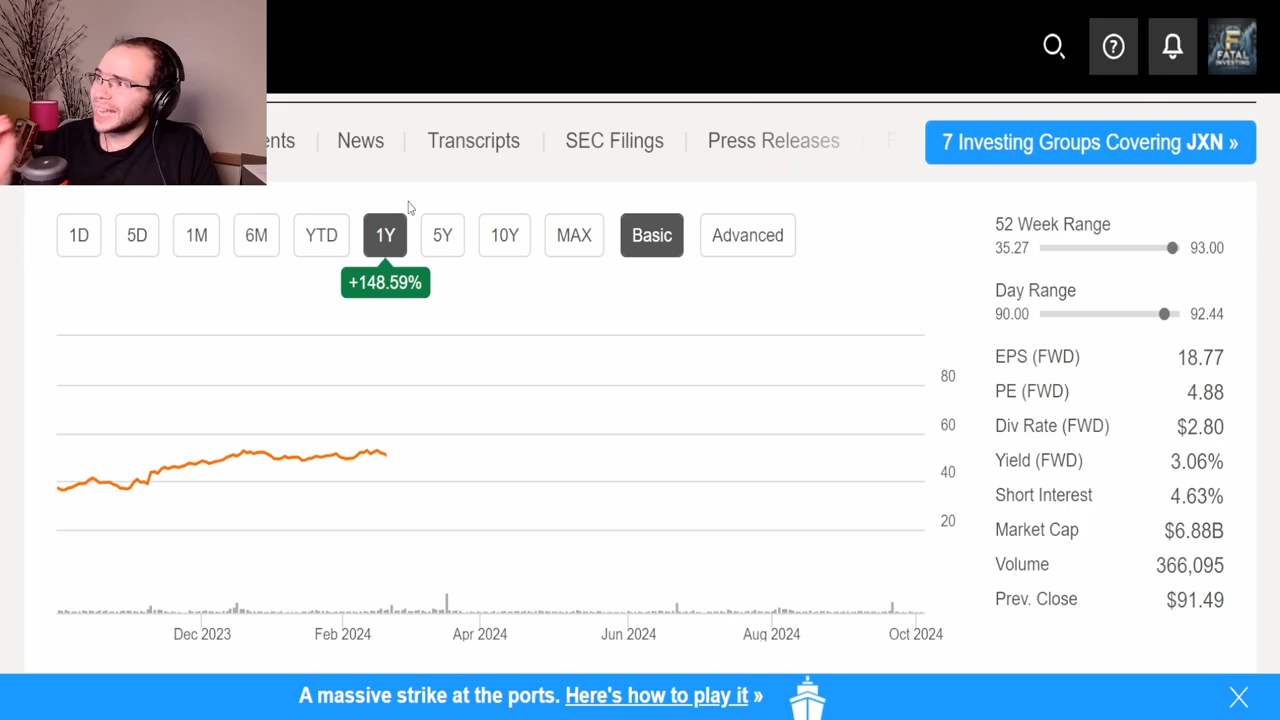 F
FATAL
INVESTING
News
Transcripts
SEC Filings
Press Releases
7 Investing Groups Covering JXN »
1D
5D
1M
6M
YTD
1Y
5Y
10Y
MAX
Basic
Advanced
+148.59%
80
60
40
20
Dec 2023
Feb 2024
Apr 2024
Jun 2024
Aug 2024
Oct 2024
52 Week Range
35.27
93.00
Day Range
90.00
92.44
EPS (FWD)
18.77
PE (FWD)
4.88
Div Rate (FWD)
$2.80
Yield (FWD)
3.06%
Short Interest
4.63%
Market Cap
$6.88B
Volume
366,095
Prev. Close
$91.49
A massive strike at the ports. Here's how to play it »